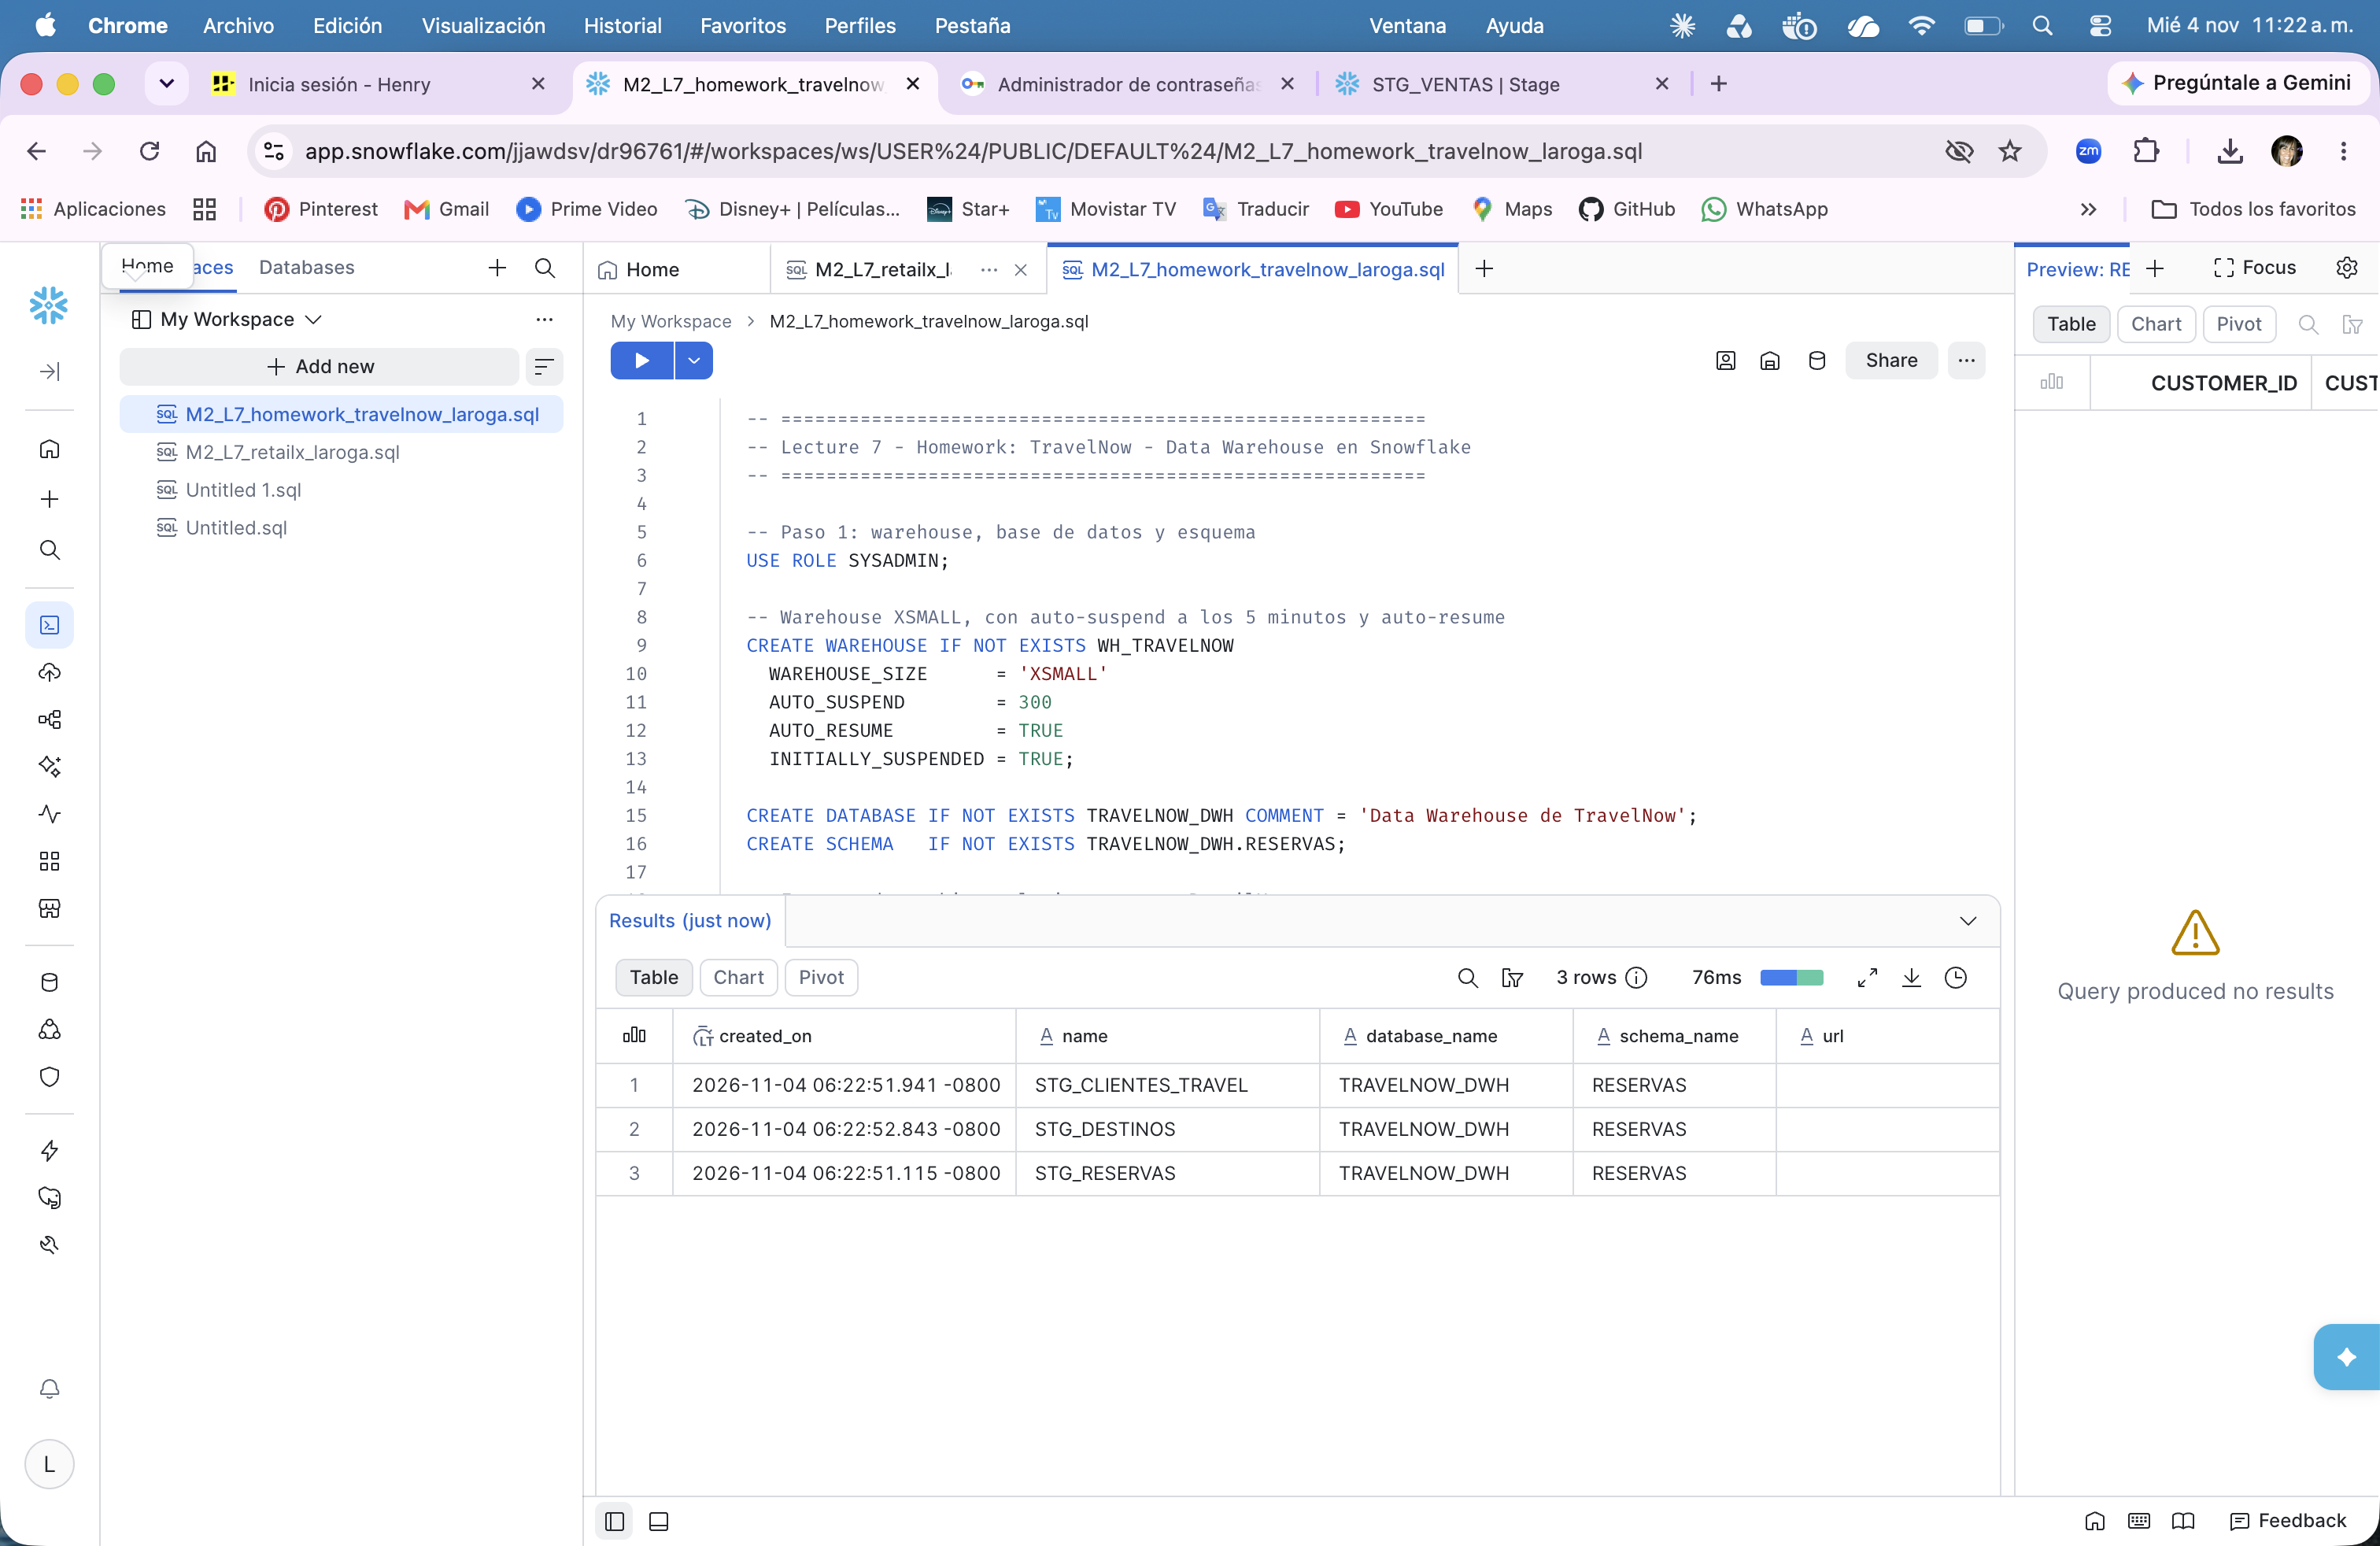 Chrome Archivo Edición Visualización Historial Favoritos Perfiles Pestaña Ventana Ayuda Mié 4 nov 11:22 a. m.
Inicia sesión - Henry
M2_L7_homework_travelnow
Administrador de contraseñas
STG_VENTAS | Stage
Pregúntale a Gemini
app.snowflake.com/jjawdsv/dr96761/#/workspaces/ws/USER%24/PUBLIC/DEFAULT%24/M2_L7_homework_travelnow_laroga.sql
zm
Aplicaciones Pinterest Gmail Prime Video Disney+ | Películas... Star+ Movistar TV Traducir YouTube Maps GitHub WhatsApp Todos los favoritos
Home
aces
Databases
My Workspace
Add new
SQL M2_L7_homework_travelnow_laroga.sql
SQL M2_L7_retailx_laroga.sql
SQL Untitled 1.sql
SQL Untitled.sql
L
Home
SQL M2_L7_retailx_l
SQL M2_L7_homework_travelnow_laroga.sql
My Workspace > M2_L7_homework_travelnow_laroga.sql
Share
1 -- =========================================================
2 -- Lecture 7 - Homework: TravelNow - Data Warehouse en Snowflake
3 -- =========================================================
4
5 -- Paso 1: warehouse, base de datos y esquema
6 USE ROLE SYSADMIN;
7
8 -- Warehouse XSMALL, con auto-suspend a los 5 minutos y auto-resume
9 CREATE WAREHOUSE IF NOT EXISTS WH_TRAVELNOW
10 WAREHOUSE_SIZE = 'XSMALL'
11 AUTO_SUSPEND = 300
12 AUTO_RESUME = TRUE
13 INITIALLY_SUSPENDED = TRUE;
14
15 CREATE DATABASE IF NOT EXISTS TRAVELNOW_DWH COMMENT = 'Data Warehouse de TravelNow';
16 CREATE SCHEMA IF NOT EXISTS TRAVELNOW_DWH.RESERVAS;
17
Results (just now)
Table Chart Pivot 3 rows 76ms
created_on name database_name schema_name url
1 2026-11-04 06:22:51.941 -0800 STG_CLIENTES_TRAVEL TRAVELNOW_DWH RESERVAS
2 2026-11-04 06:22:52.843 -0800 STG_DESTINOS TRAVELNOW_DWH RESERVAS
3 2026-11-04 06:22:51.115 -0800 STG_RESERVAS TRAVELNOW_DWH RESERVAS
Preview: RE
Focus
Table Chart Pivot
CUSTOMER_ID CUST
Query produced no results
Feedback